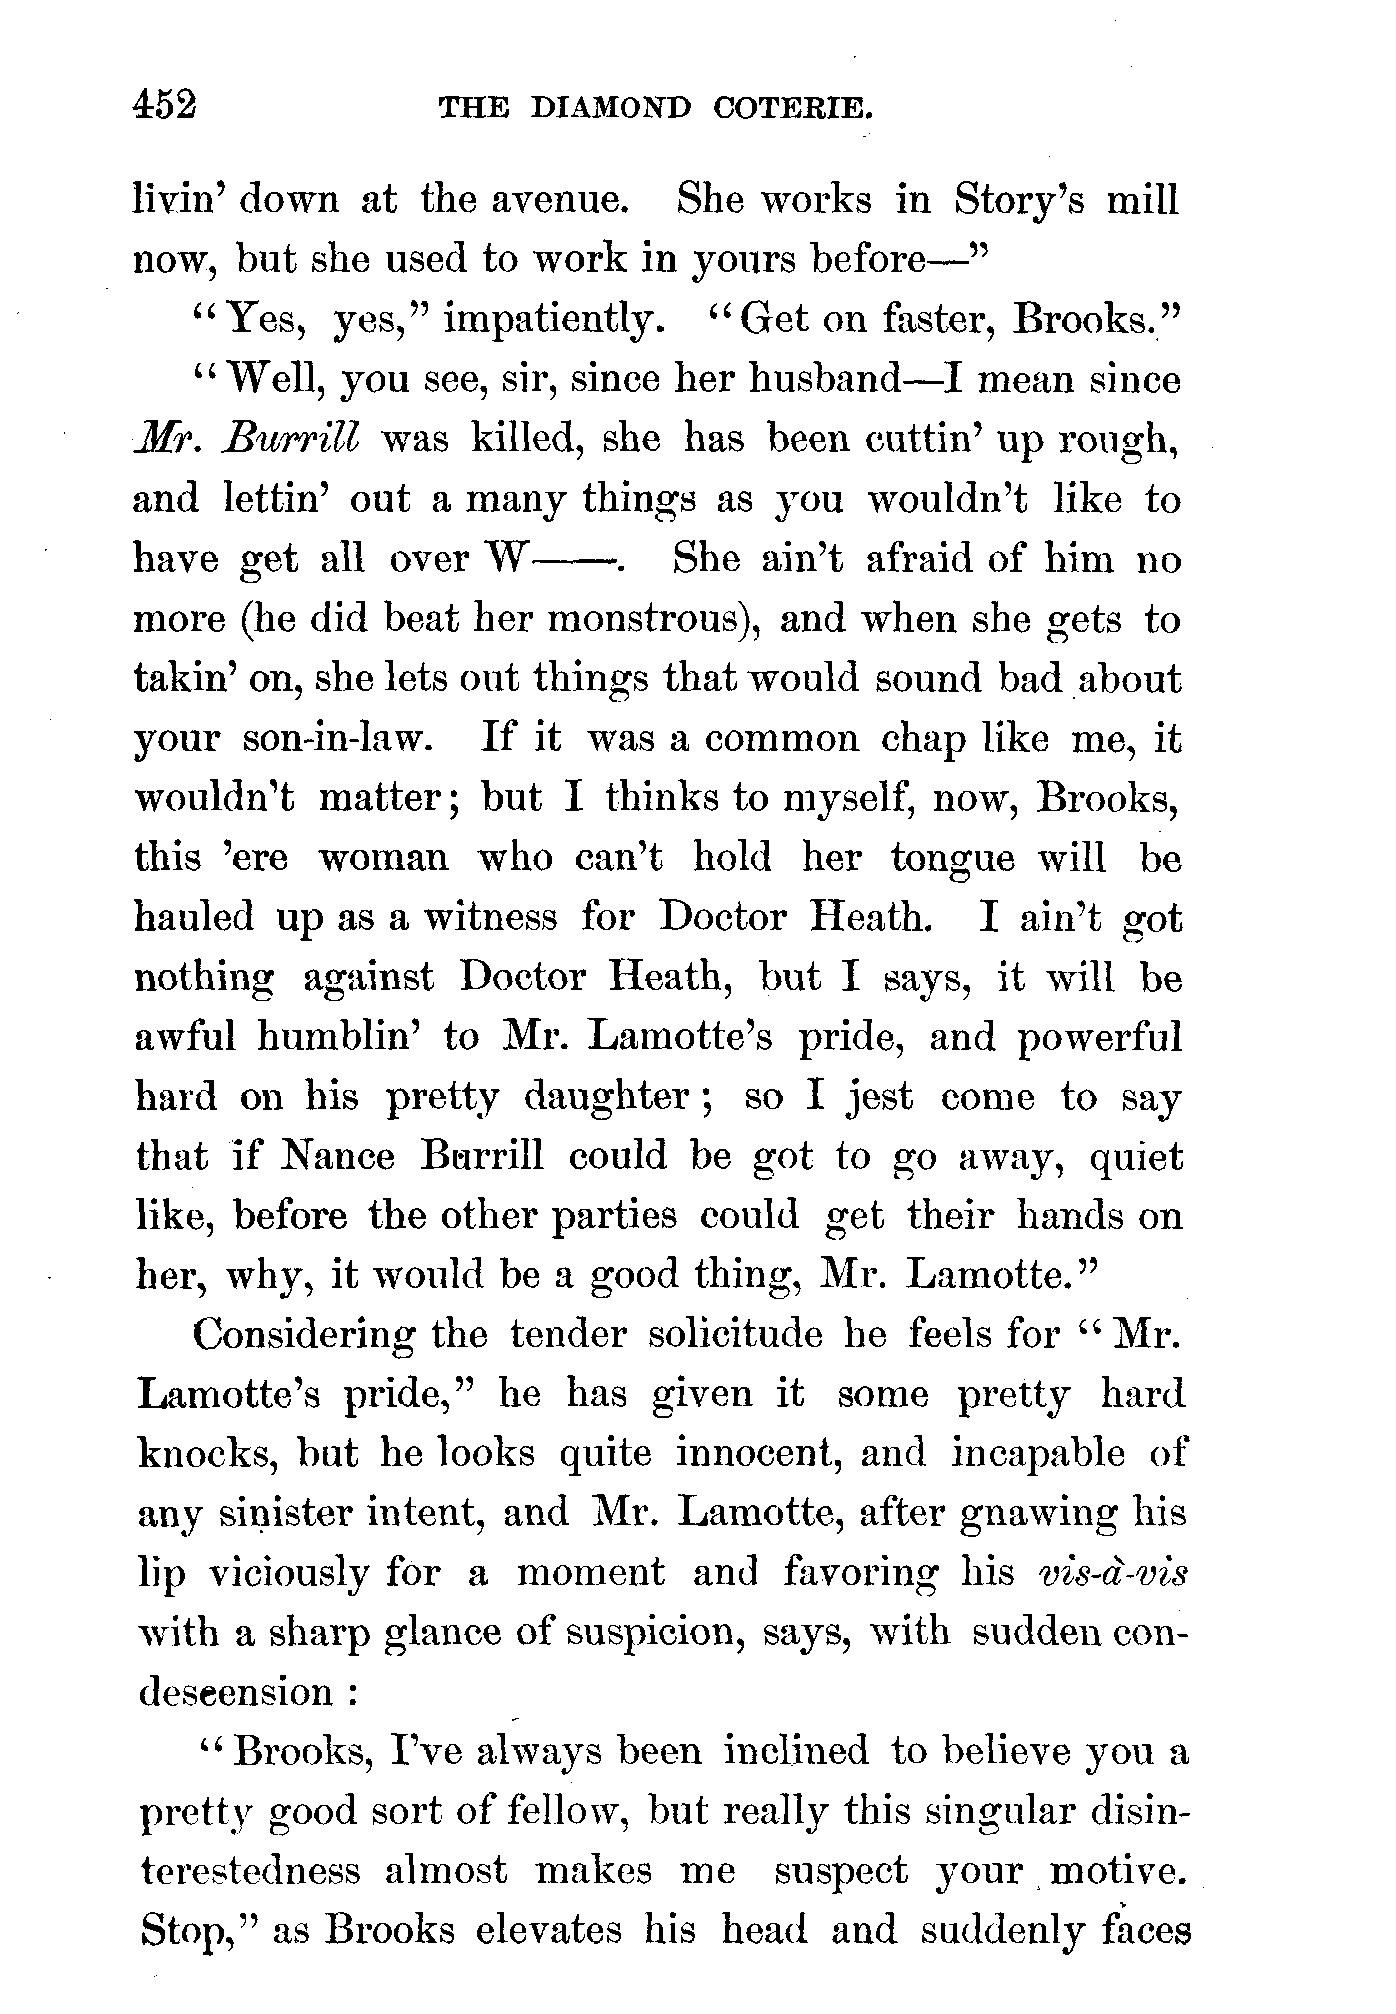 452 THE DIAMOND COTERIE.
livin' down at the avenue. She works in Story's mill
now, but she used to work in yours before—"
"Yes, yes," impatiently. "Get on faster, Brooks."
"Well, you see, sir, since her husband—I mean since
Mr. Burrill was killed, she has been cuttin' up rough,
and lettin' out a many things as you wouldn't like to
have get all over W——. She ain't afraid of him no
more (he did beat her monstrous), and when she gets to
takin' on, she lets out things that would sound bad about
your son-in-law. If it was a common chap like me, it
wouldn't matter; but I thinks to myself, now, Brooks,
this 'ere woman who can't hold her tongue will be
hauled up as a witness for Doctor Heath. I ain't got
nothing against Doctor Heath, but I says, it will be
awful humblin' to Mr. Lamotte's pride, and powerful
hard on his pretty daughter; so I jest come to say
that if Nance Burrill could be got to go away, quiet
like, before the other parties could get their hands on
her, why, it would be a good thing, Mr. Lamotte."
Considering the tender solicitude he feels for "Mr.
Lamotte's pride," he has given it some pretty hard
knocks, but he looks quite innocent, and incapable of
any sinister intent, and Mr. Lamotte, after gnawing his
lip viciously for a moment and favoring his vis-à-vis
with a sharp glance of suspicion, says, with sudden con-
descension:
"Brooks, I've always been inclined to believe you a
pretty good sort of fellow, but really this singular disin-
terestedness almost makes me suspect your motive.
Stop," as Brooks elevates his head and suddenly faces